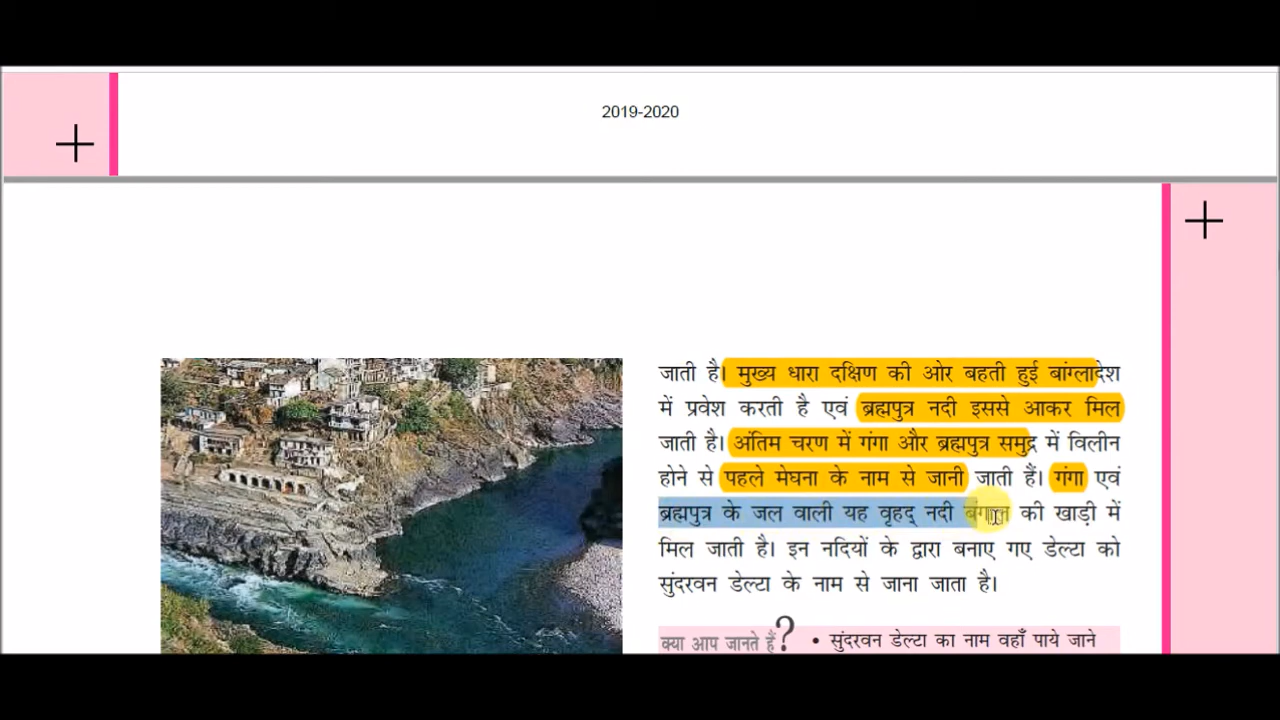 2019-2020
जाती है। मुख्य धारा दक्षिण की ओर बहती हुई बांग्लादेश
में प्रवेश करती है एवं ब्रह्मपुत्र नदी इससे आकर मिल
जाती है। अंतिम चरण में गंगा और ब्रह्मपुत्र समुद्र में विलीन
होने से पहले मेघना के नाम से जानी जाती हैं। गंगा एवं
ब्रह्मपुत्र के जल वाली यह वृहद् नदी बंगाल की खाड़ी में
मिल जाती है। इन नदियों के द्वारा बनाए गए डेल्टा को
सुंदरवन डेल्टा के नाम से जाना जाता है।
क्या आप जानते हैं? • सुंदरवन डेल्टा का नाम वहाँ पाये जाने